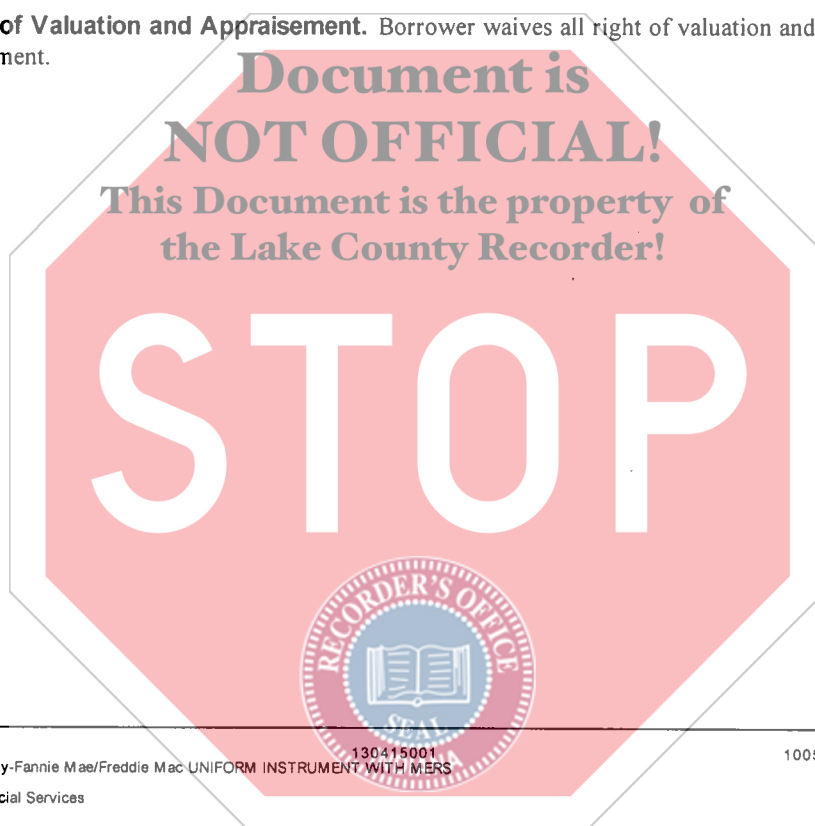 of Valuation and Appraisement. Borrower waives all right of valuation and
ment.
Document is
NOT OFFICIAL!
This Document is the property of
the Lake County Recorder!
STOP
RECORDER'S OFFICE
SEAL
130415001
y-Fannie Mae/Freddie Mac UNIFORM INSTRUMENT WITH MERS
1005
cial Services